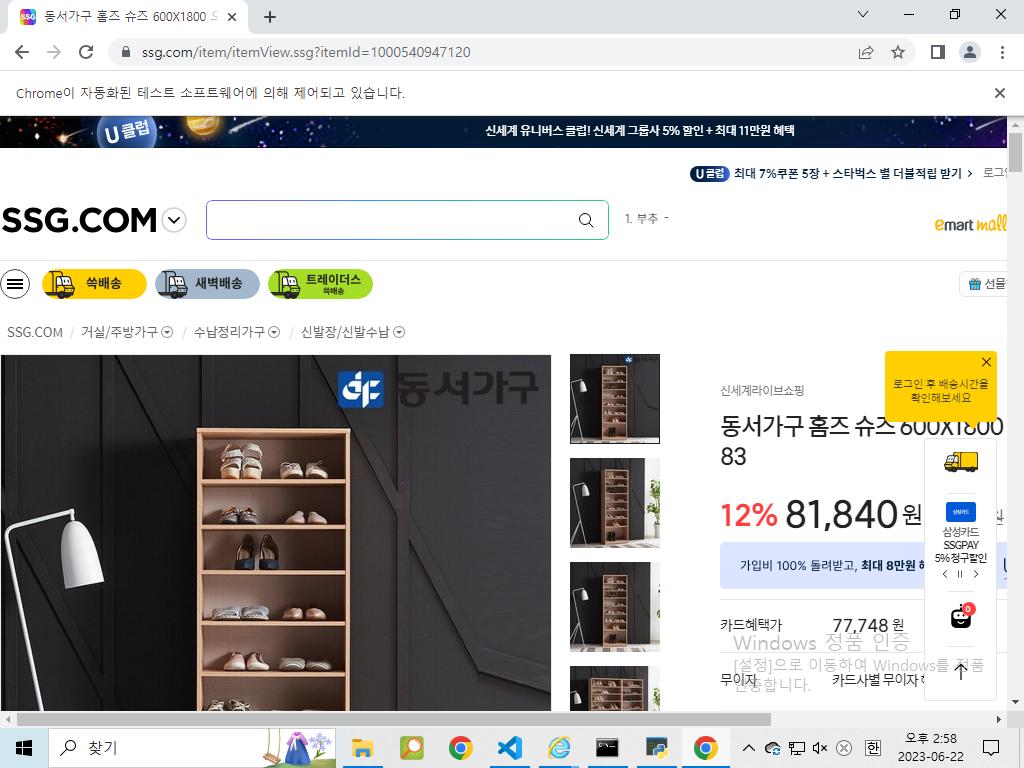 동서가구 홈즈 슈즈 600X1800
ssg.com/item/itemView.ssg?itemId=1000540947120
Chrome이 자동화된 테스트 소프트웨어에 의해 제어되고 있습니다.
U 클럽
신세계 유니버스 클럽! 신세계 그룹사 5% 할인 + 최대 11만원 혜택
U 클럽 최대 7%쿠폰 5장 + 스타벅스 별 더블적립 받기 >
SSG.COM
1. 부추 -
emart mall
쓱배송
새벽배송
트레이더스
쓱배송
선물
SSG.COM / 거실/주방가구 / 수납정리가구 / 신발장/신발수납
동서가구
로그인 후 배송시간을
확인해보세요
신세계라이브쇼핑
동서가구 홈즈 슈즈 600X1800
83
12% 81,840원
가입비 100% 돌려받고, 최대 8만원
삼성카드
삼성카드
SSGPAY
5% 청구할인
0
카드혜택가 77,748 원
무이자 카드사별 무이자
Windows 정품 인증
[설정]으로 이동하여 Windows를 정품
인증합니다.
찾기
한
오후 2:58
2023-06-22